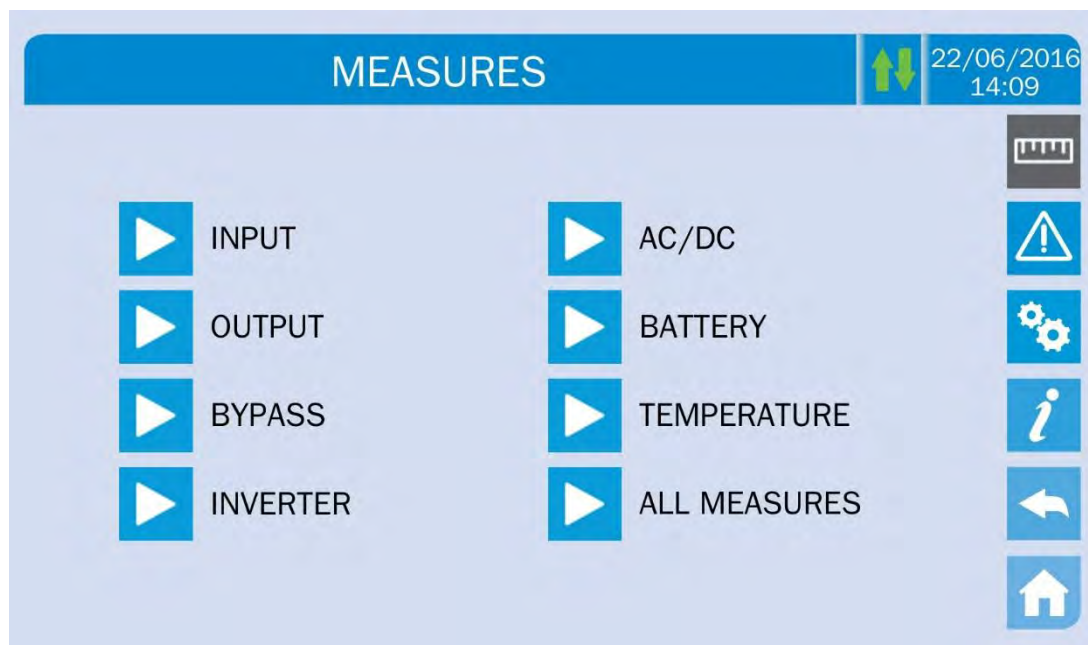 MEASURES
22/06/2016
14:09
INPUT
AC/DC
OUTPUT
BATTERY
BYPASS
TEMPERATURE
INVERTER
ALL MEASURES